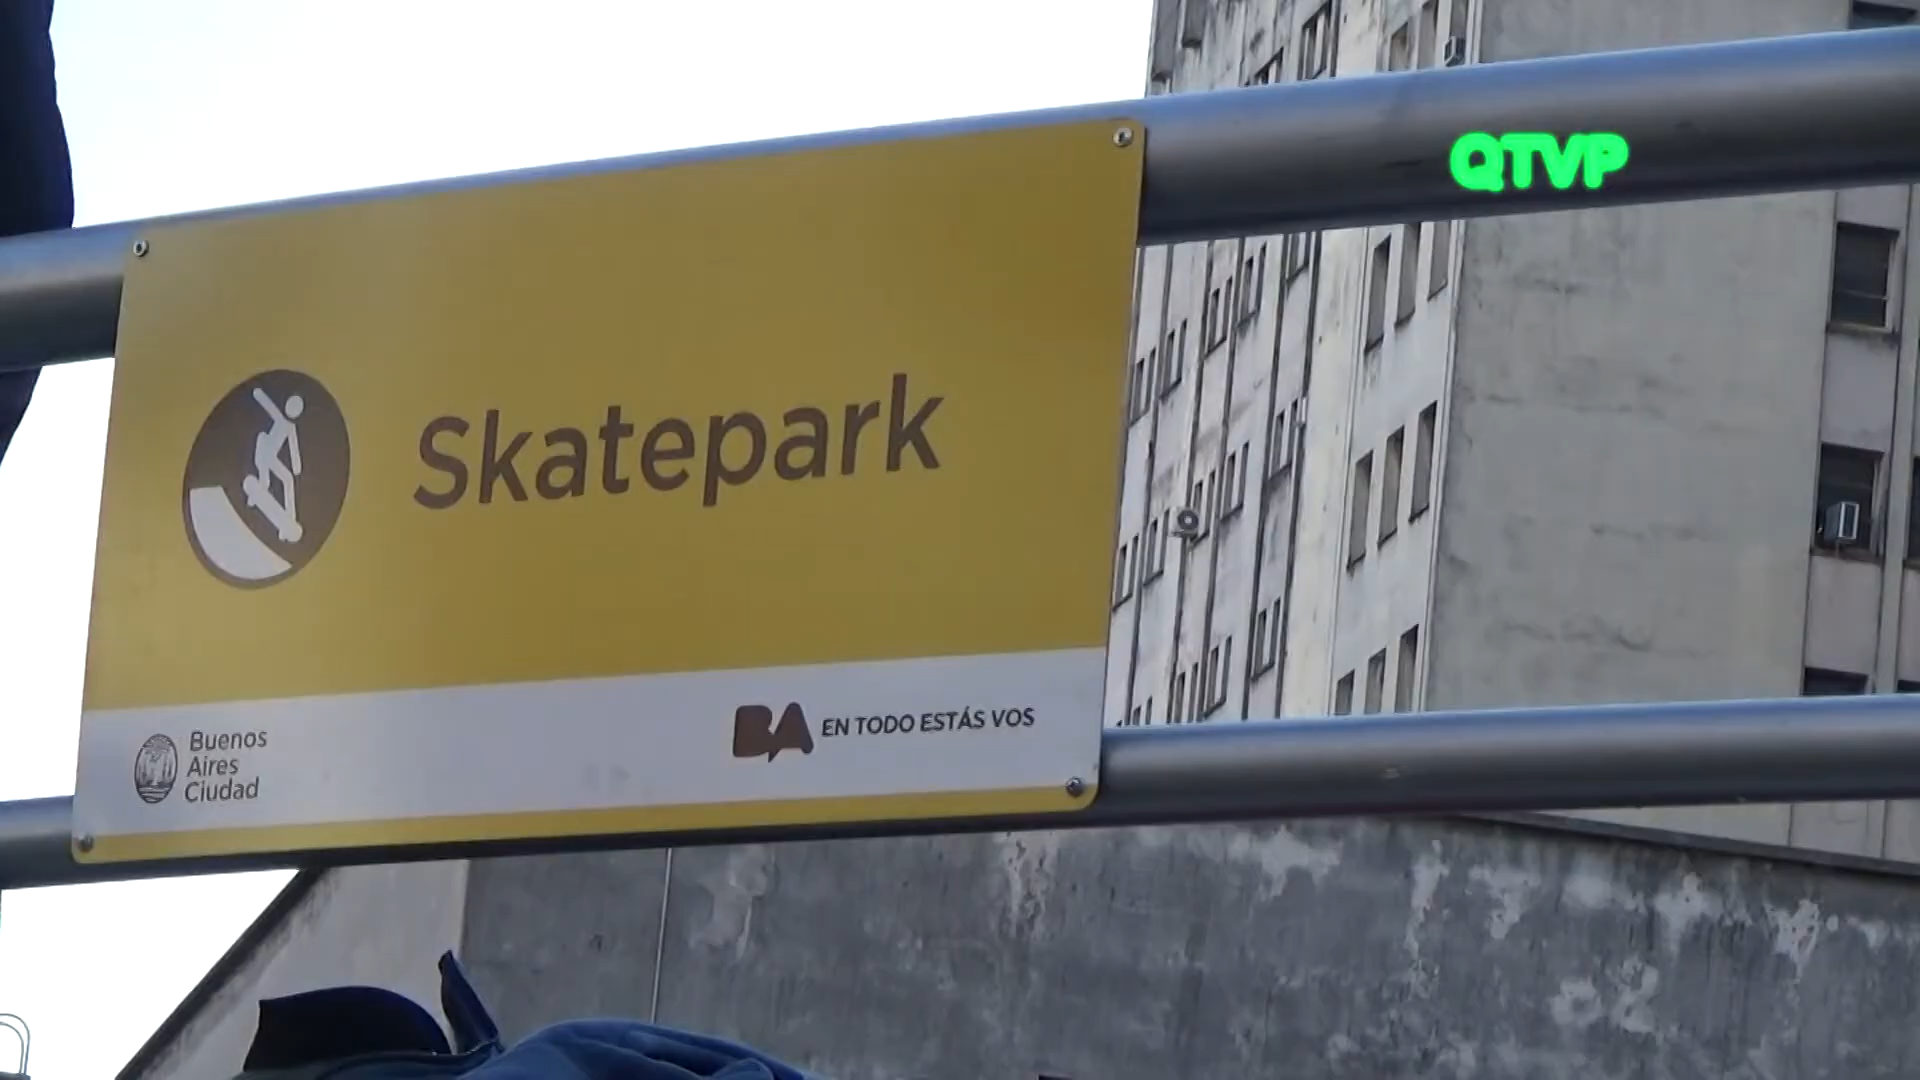 QTVP
Skatepark
Buenos
Aires
Ciudad
BA EN TODO ESTÁS VOS